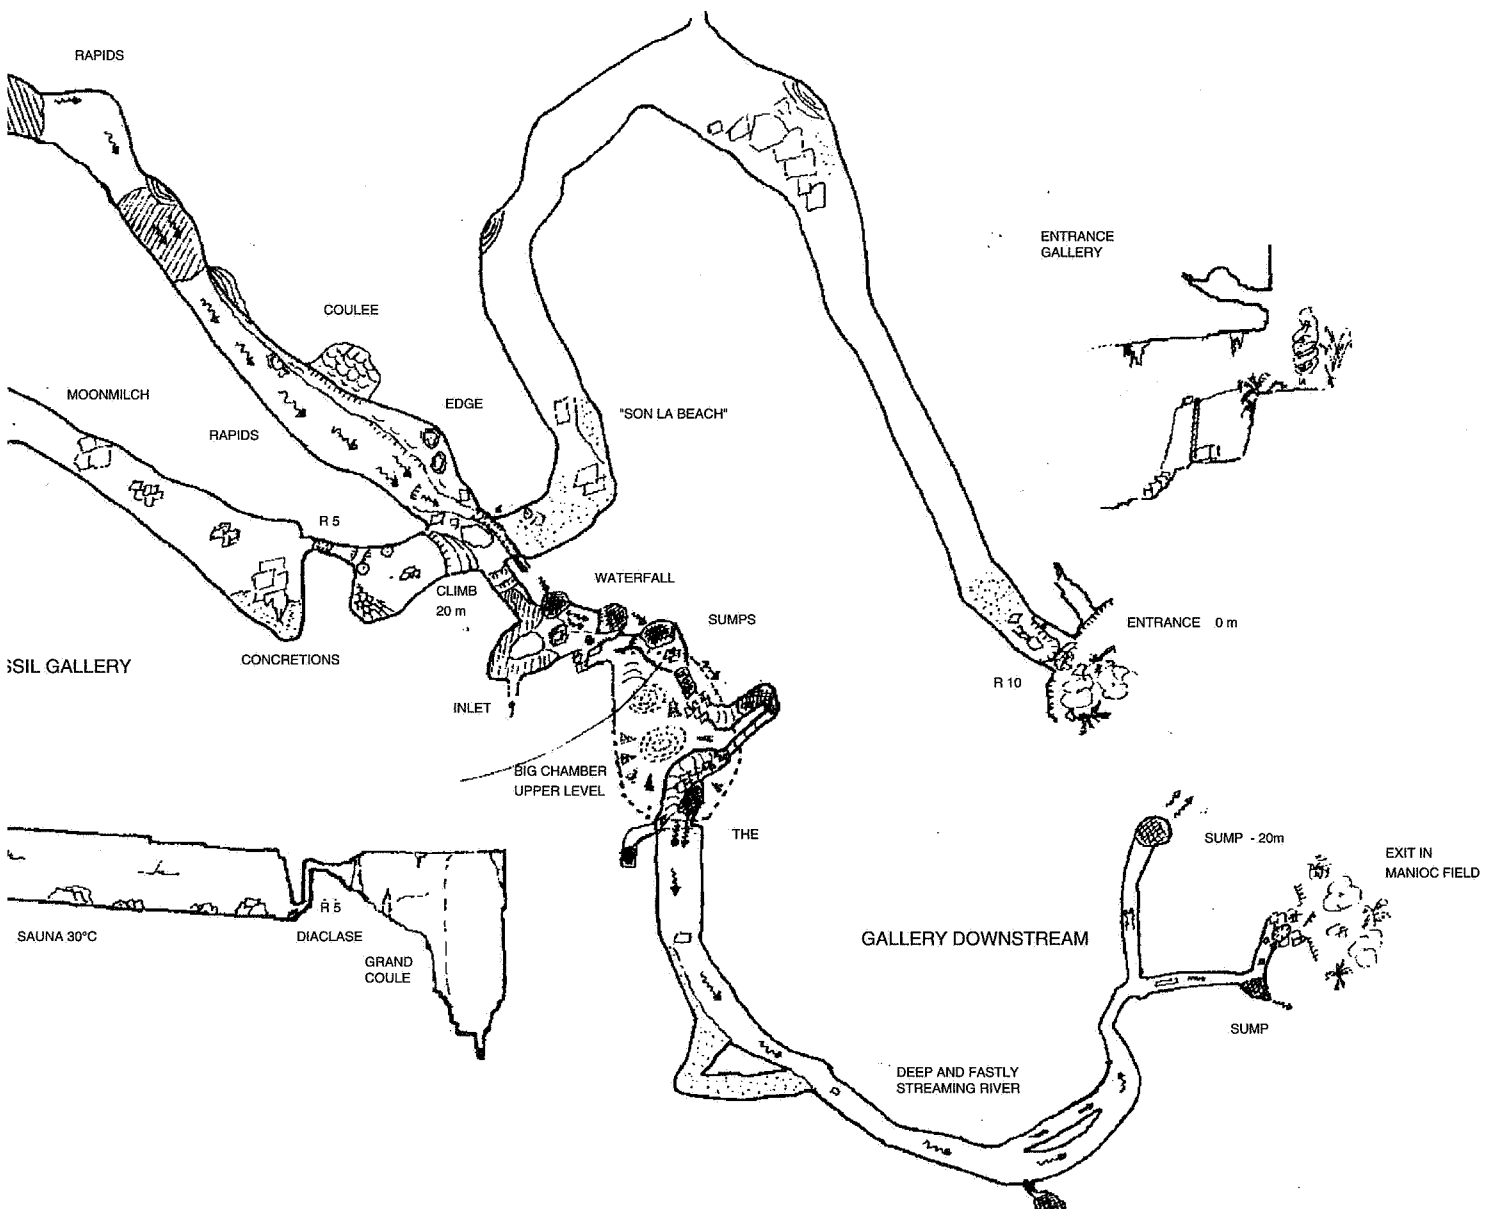 RAPIDS
ENTRANCE
GALLERY
COULEE
MOONMILCH
EDGE
"SON LA BEACH"
RAPIDS
R 5
WATERFALL
CLIMB
20 m
SUMPS
ENTRANCE 0 m
CONCRETIONS
SSIL GALLERY
R 10
INLET
BIG CHAMBER
UPPER LEVEL
THE
SUMP - 20m
EXIT IN
MANIOC FIELD
R 5
SAUNA 30°C
DIACLASE
GALLERY DOWNSTREAM
GRAND
COULE
SUMP
DEEP AND FASTLY
STREAMING RIVER